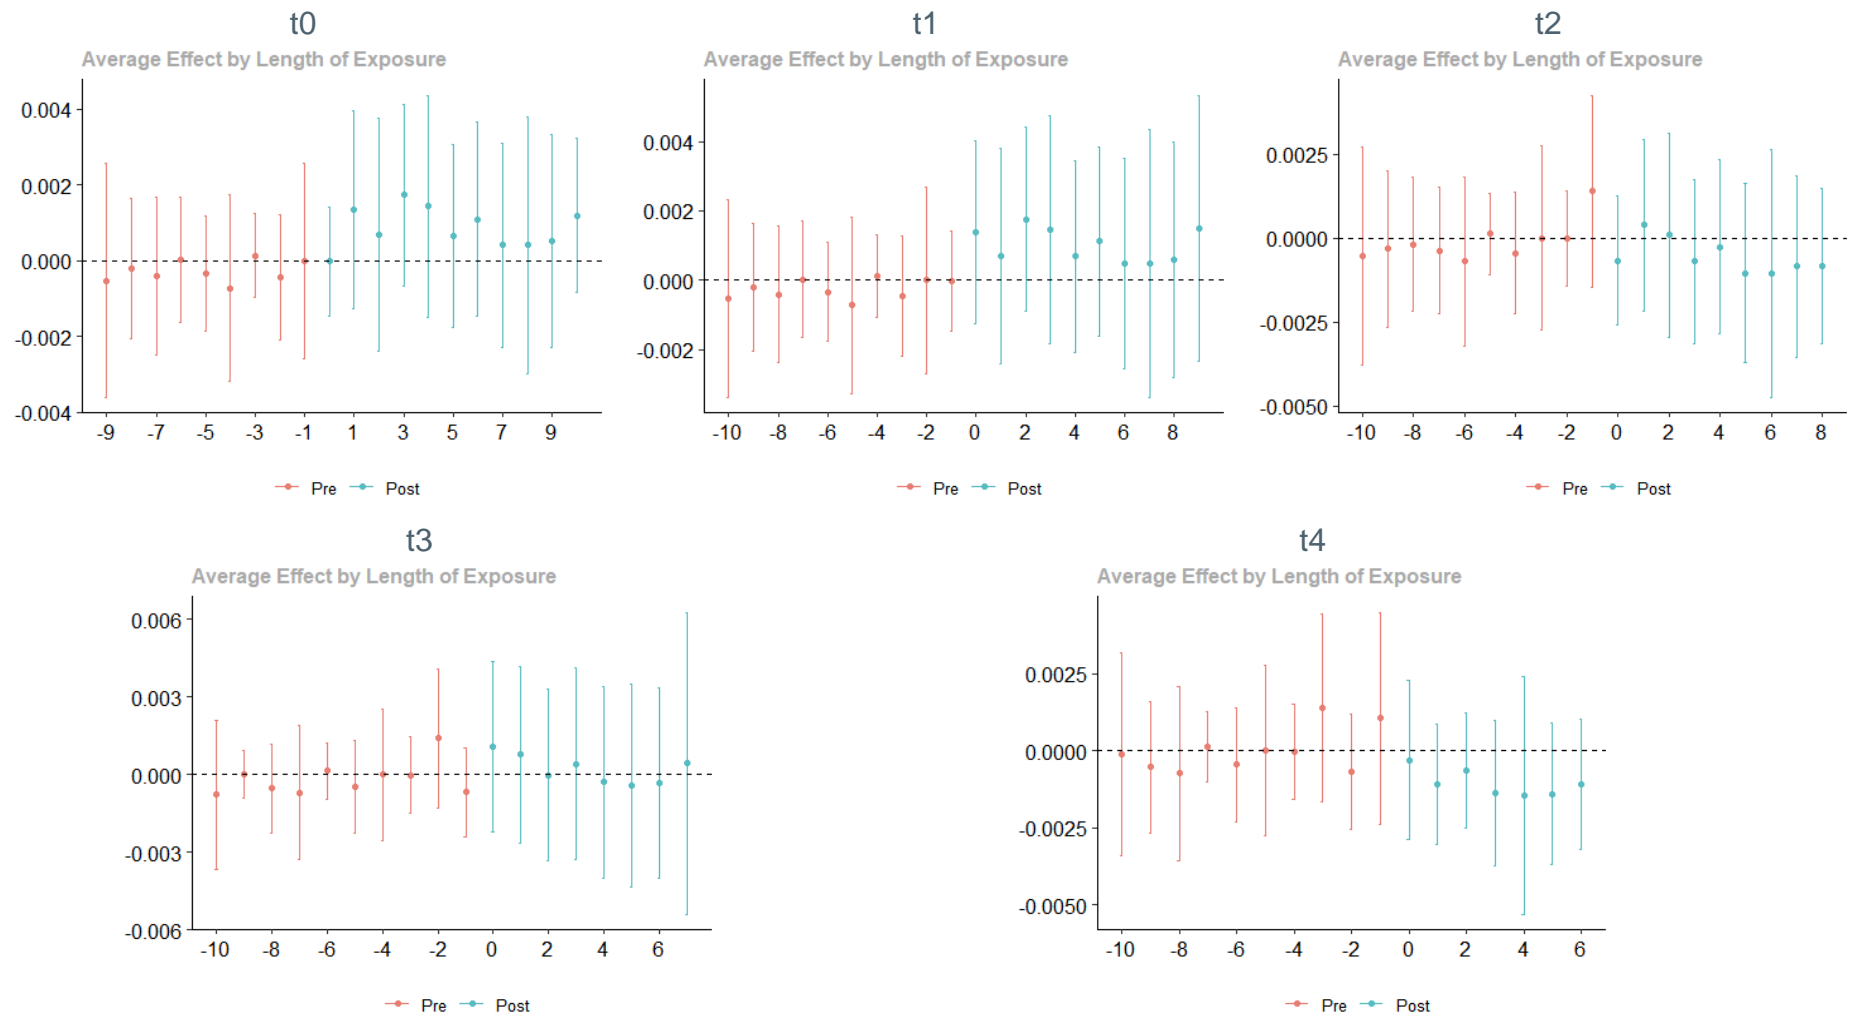 t0
Average Effect by Length of Exposure
0.004
0.002
0.000
-0.002
-0.004
-9 -7 -5 -3 -1 1 3 5 7 9
Pre Post
t1
Average Effect by Length of Exposure
0.004
0.002
0.000
-0.002
-10 -8 -6 -4 -2 0 2 4 6 8
Pre Post
t2
Average Effect by Length of Exposure
0.0025
0.0000
-0.0025
-0.0050
-10 -8 -6 -4 -2 0 2 4 6 8
Pre Post
t3
Average Effect by Length of Exposure
0.006
0.003
0.000
-0.003
-0.006
-10 -8 -6 -4 -2 0 2 4 6
Pre Post
t4
Average Effect by Length of Exposure
0.0025
0.0000
-0.0025
-0.0050
-10 -8 -6 -4 -2 0 2 4 6
Pre Post